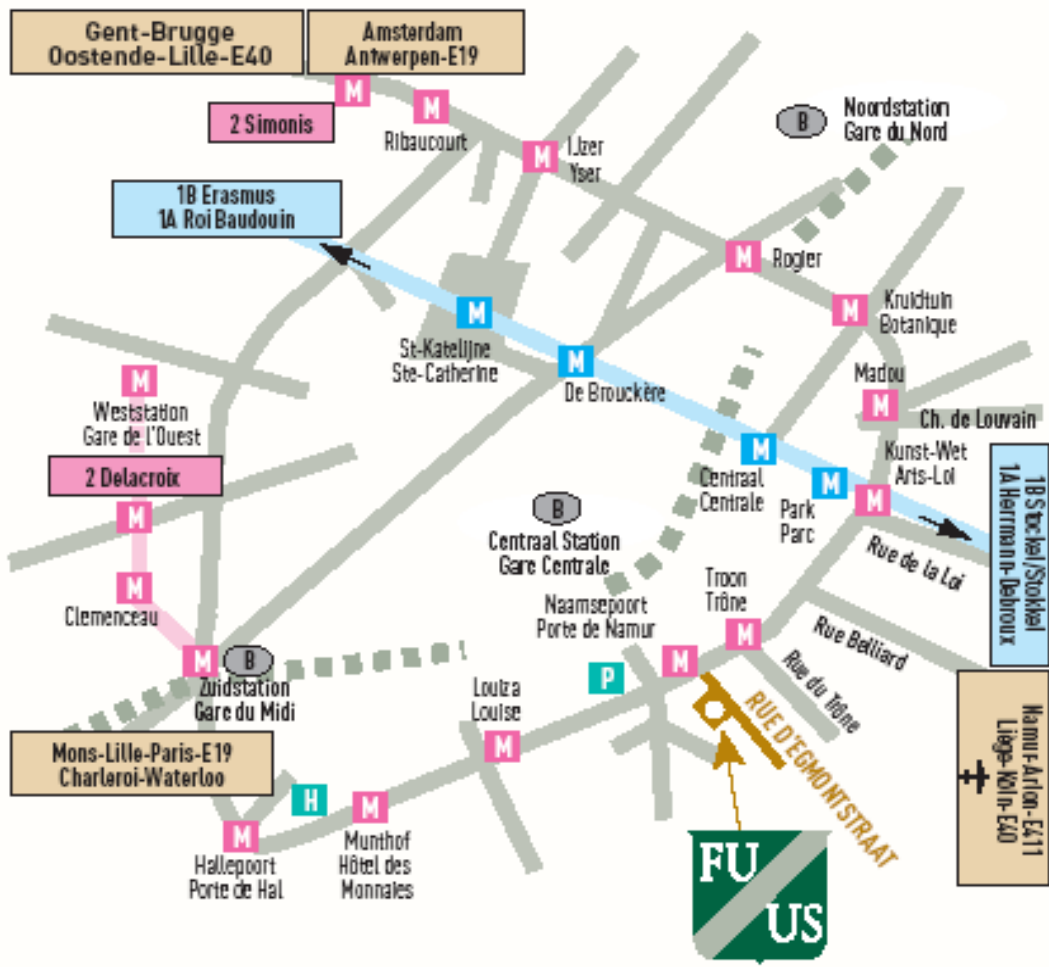 Gent-Brugge
Oostende-Lille-E40
Amsterdam
Antwerpen-E19
M
M
2 Simonis
Ribaucourt
M
IJzer
Yser
B
Noordstation
Gare du Nord
1B Erasmus
1A Roi Baudouin
M
Rogier
M
Kruidtuin
Botanique
M
St-Katelijne
Ste-Catherine
M
De Brouckère
M
Weststation
Gare de l'Ouest
Madou
M
Ch. de Louvain
2 Delacroix
M
M
Centraal
Centrale
Kunst-Wet
Arts-Loi
M
Park
Parc
M
Rue de la Loi
1B Stockel/Stokkel
1A Herrmann-Debroux
B
Centraal Station
Gare Centrale
M
Clemenceau
Naamsepoort
Porte de Namur
Troon
Trône
M
Rue Belliard
M
B
Zuidstation
Gare du Midi
P
M
Rue du Trône
RUE D'EGMONTSTRAAT
Louiza
Louise
M
Mons-Lille-Paris-E19
Charleroi-Waterloo
Namur-Arlon-E411
Liège-Köln-E40
H
M
M
Hallepoort
Porte de Hal
Munthof
Hôtel des
Monnaies
FU
US